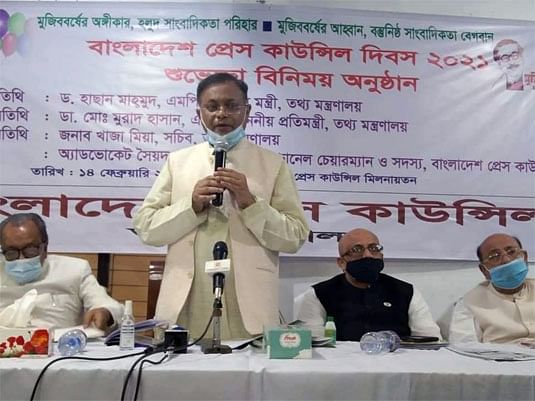 মুজিববর্ষের অঙ্গীকার, হলুদ সাংবাদিকতা পরিহার ■ মুজিববর্ষের আহ্বান, বস্তুনিষ্ঠ সাংবাদিকতা বেগবান
বাংলাদেশ প্রেস কাউন্সিল দিবস ২০২১
শুভেচ্ছা বিনিময় অনুষ্ঠান
তিথি : ড. হাছান মাহমুদ, এমপি মন্ত্রী, তথ্য মন্ত্রণালয়
তিথি : ডা. মোঃ মুরাদ হাসান, এ নীয় প্রতিমন্ত্রী, তথ্য মন্ত্রণালয়
: জনাব খাজা মিয়া, সচিব, মন্ত্রণালয়
: অ্যাডভোকেট সৈয়দ প্যানেল চেয়ারম্যান ও সদস্য, বাংলাদেশ প্রেস কাউ
তারিখ : ১৪ ফেব্রুয়ারি ২ প্রেস কাউন্সিল মিলনায়তন
ংলাদেশ প্রেস কাউন্সিল